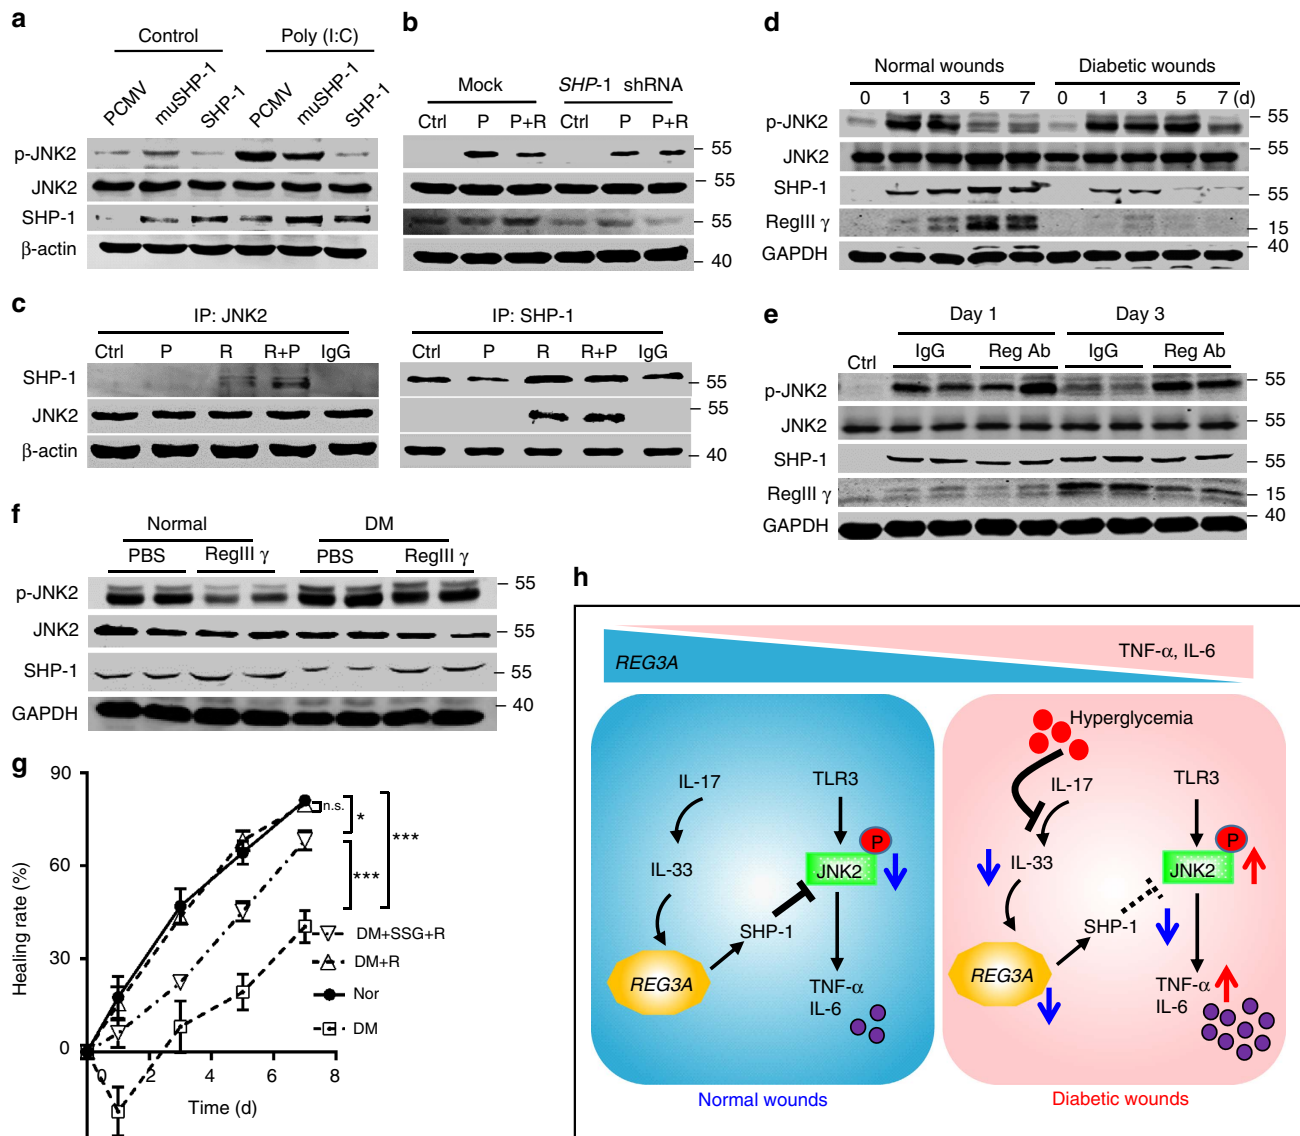 a
Control
Poly (I:C)
PCMV
muSHP-1
SHP-1
PCMV
muSHP-1
SHP-1
p-JNK2
JNK2
SHP-1
β-actin
b
Mock
SHP-1 shRNA
Ctrl P P+R Ctrl P P+R
55
55
55
40
c
IP: JNK2
Ctrl P R R+P IgG
SHP-1
JNK2
β-actin
IP: SHP-1
Ctrl P R R+P IgG
55
55
40
d
Normal wounds
Diabetic wounds
0 1 3 5 7 0 1 3 5 7 (d)
p-JNK2 55
JNK2 55
SHP-1 55
RegIII γ 15
GAPDH 40
e
Day 1
Day 3
Ctrl IgG Reg Ab IgG Reg Ab
p-JNK2 55
JNK2 55
SHP-1 55
RegIII γ 15
GAPDH 40
f
Normal
DM
PBS RegIII γ PBS RegIII γ
p-JNK2 55
JNK2 55
SHP-1 55
GAPDH 40
g
Healing rate (%)
90
60
30
0
0 2 4 6 8
Time (d)
n.s.
*
***
***
DM+SSG+R
DM+R
Nor
DM
h
REG3A
TNF-α, IL-6
IL-17
IL-33
REG3A
SHP-1
TLR3
P
JNK2
TNF-α
IL-6
Normal wounds
Hyperglycemia
IL-17
IL-33
REG3A
SHP-1
TLR3
P
JNK2
TNF-α
IL-6
Diabetic wounds